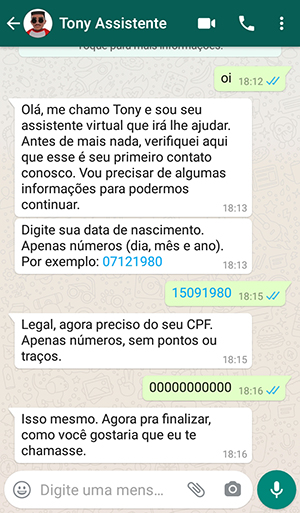 Tony Assistente
Toque para mais informações.
oi
18:12
Olá, me chamo Tony e sou seu
assistente virtual que irá lhe ajudar.
Antes de mais nada, verifiquei aqui
que esse é seu primeiro contato
conosco. Vou precisar de algumas
informações para podermos
continuar.
18:13
Digite sua data de nascimento.
Apenas números (dia, mês e ano).
Por exemplo: 07121980
18:13
15091980
18:15
Legal, agora preciso do seu CPF.
Apenas números, sem pontos ou
traços.
18:15
00000000000
18:16
Isso mesmo. Agora pra finalizar,
como você gostaria que eu te
chamasse.
18:16
Digite uma mens...